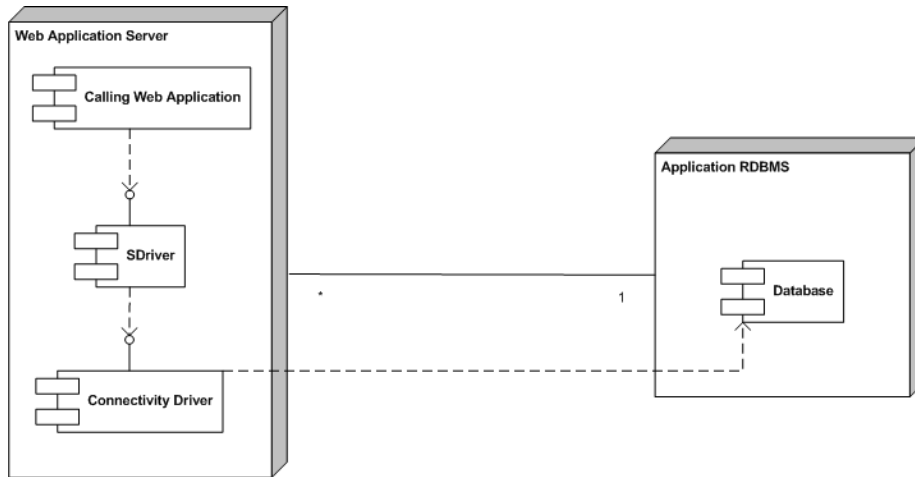 Web Application Server
Calling Web Application
SDriver
Connectivity Driver
*
1
Application RDBMS
Database